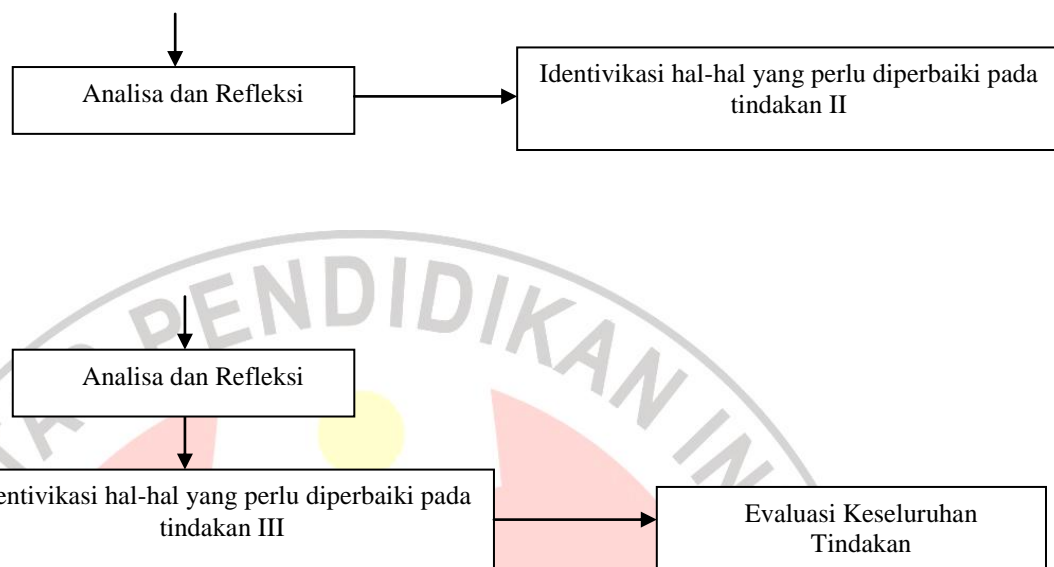 Analisa dan Refleksi
Identivikasi hal-hal yang perlu diperbaiki pada
tindakan II
PENDIDIKAN IN
Analisa dan Refleksi
entivikasi hal-hal yang perlu diperbaiki pada
tindakan III
Evaluasi Keseluruhan
Tindakan